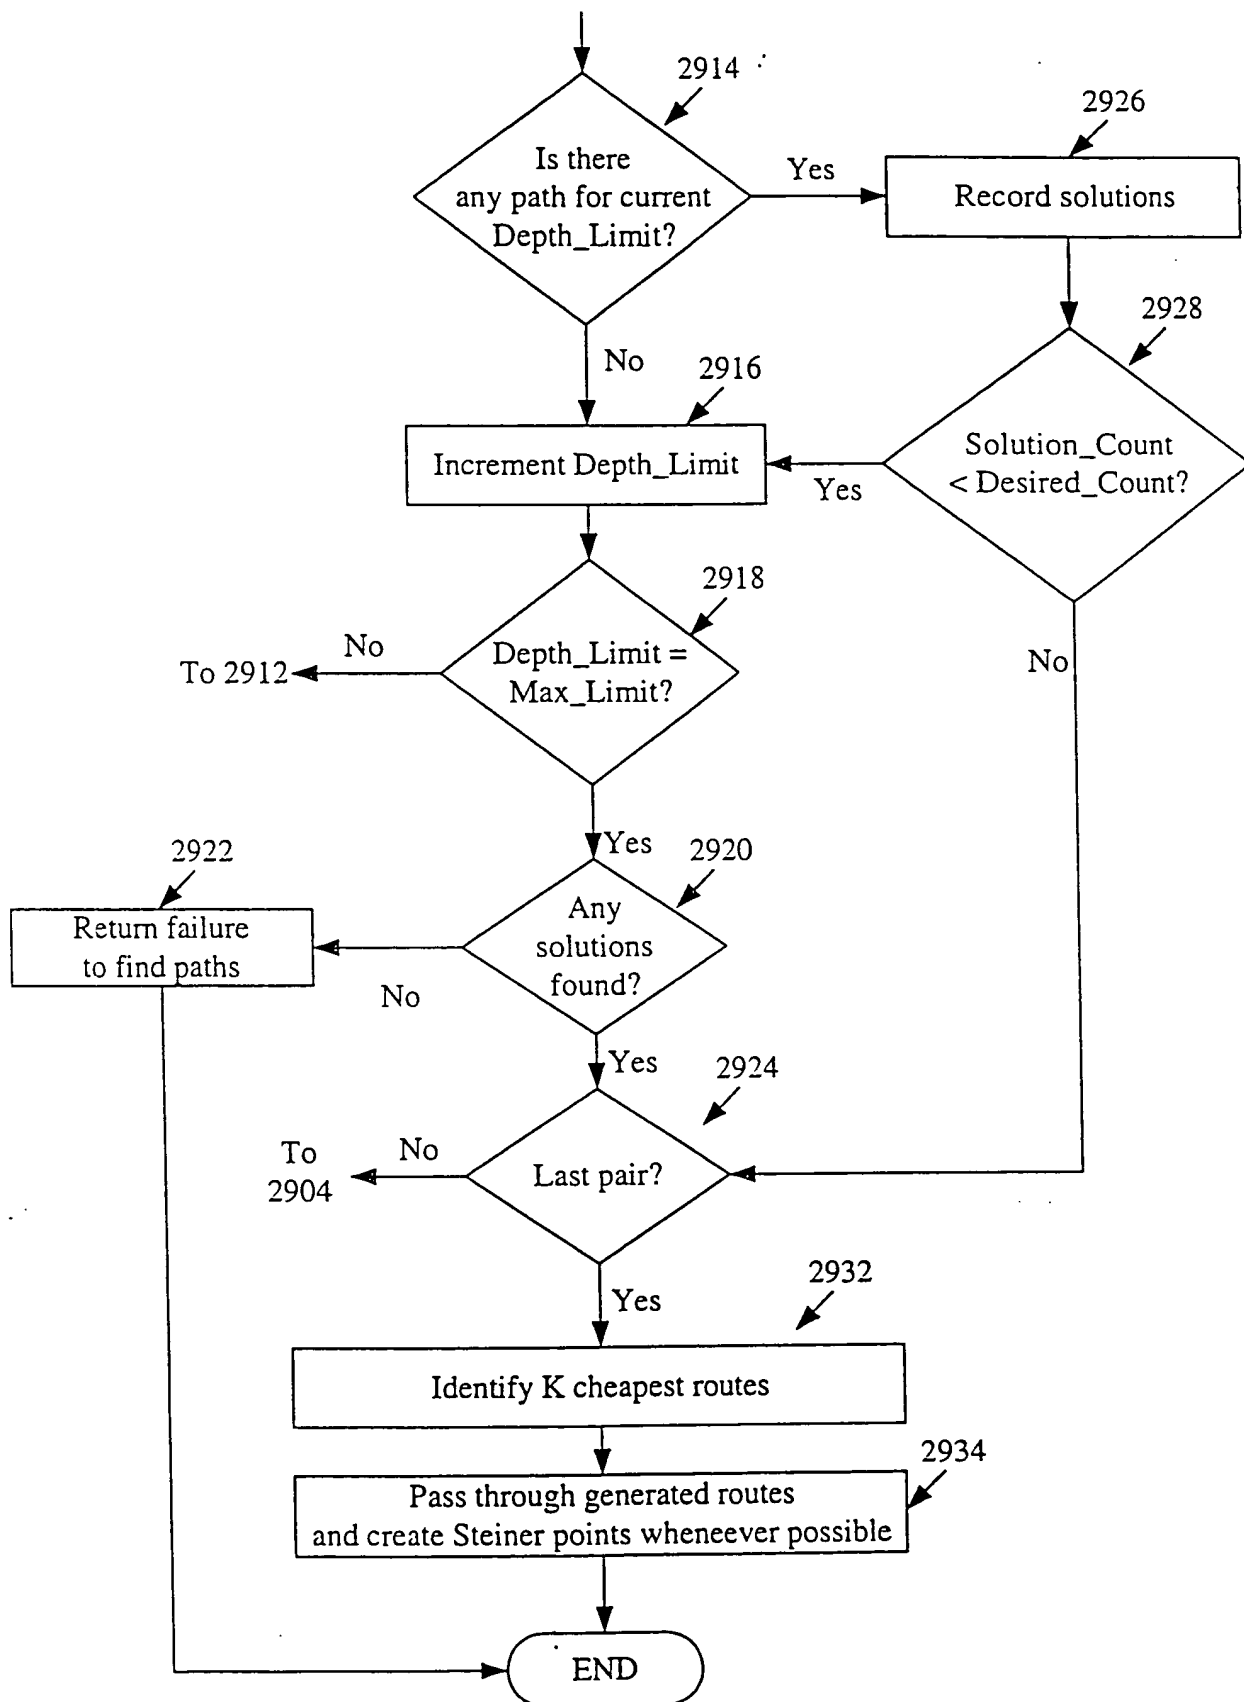 2914
Is there
any path for current
Depth_Limit?
Yes
2926
Record solutions
No
2916
Increment Depth_Limit
2928
Solution_Count
< Desired_Count?
Yes
No
2918
Depth_Limit =
Max_Limit?
No
To 2912
Yes
2920
Any
solutions
found?
No
2922
Return failure
to find paths
Yes
2924
Last pair?
No
To
2904
Yes
2932
Identify K cheapest routes
2934
Pass through generated routes
and create Steiner points wheneever possible
END